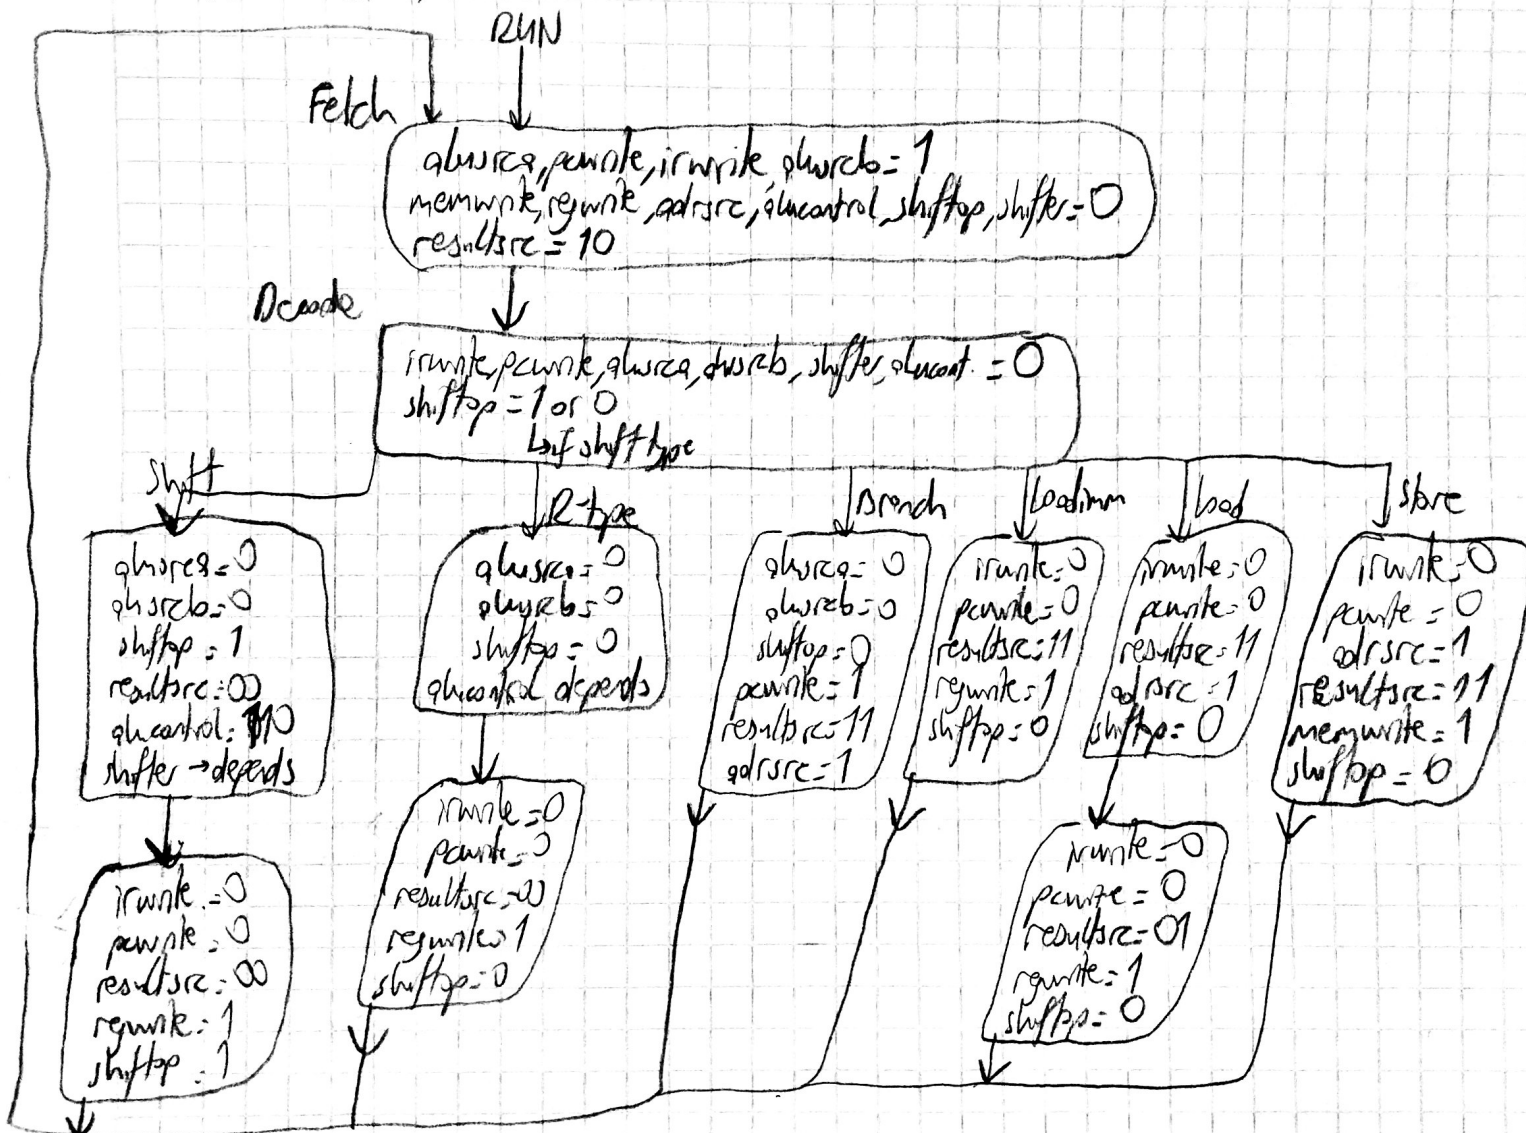 RUN
Fetch
alusrca, pcwrite, irwrite, alusrcb = 1
memwrite, regwrite, adrsrc, alucontrol, shiftop, shifter = 0
resultsrc = 10
Decode
irwrite, pcwrite, alusrca, alusrcb, shifter, alucont. = 0
shiftop = 1 or 0
if shift type
shift
R-type
Branch
Loadimm
load
store
alusrca = 0
alusrcb = 0
shiftop = 1
resultsrc = 00
alucontrol = 110
shifter → depends
irwrite = 0
pcwrite = 0
resultsrc = 00
regwrite = 1
shiftop = 1
alusrca = 0
alusrcb = 0
shiftop = 0
alucontrol depends
irwrite = 0
pcwrite = 0
resultsrc = 00
regwrite = 1
shiftop = 0
alusrca = 0
alusrcb = 0
shiftop = 0
pcwrite = 1
resultsrc = 11
adrsrc = 1
irwrite = 0
pcwrite = 0
resultsrc = 11
regwrite = 1
shiftop = 0
irwrite = 0
pcwrite = 0
resultsrc = 11
adrsrc = 1
shiftop = 0
irwrite = 0
pcwrite = 0
resultsrc = 01
regwrite = 1
shiftop = 0
irwrite = 0
pcwrite = 0
adrsrc = 1
resultsrc = 11
memwrite = 1
shiftop = 0